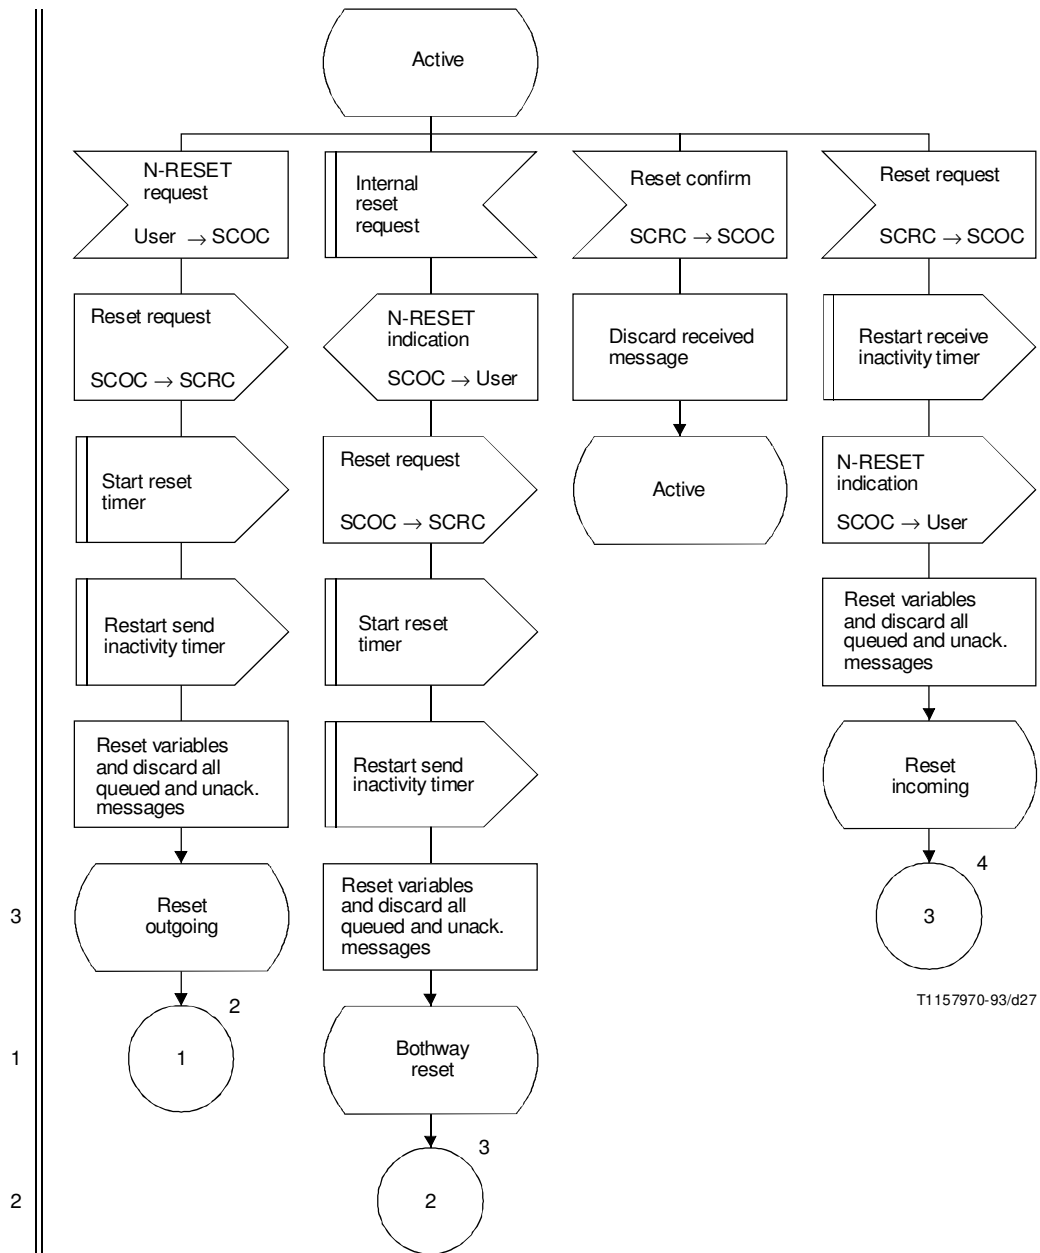 Active
N-RESET
request
User → SCOC
Internal
reset
request
Reset confirm
SCRC → SCOC
Reset request
SCRC → SCOC
Reset request
SCOC → SCRC
N-RESET
indication
SCOC → User
Discard received
message
Restart receive
inactivity timer
Start reset
timer
Reset request
SCOC → SCRC
Active
N-RESET
indication
SCOC → User
Restart send
inactivity timer
Start reset
timer
Reset variables
and discard all
queued and unack.
messages
Reset variables
and discard all
queued and unack.
messages
Restart send
inactivity timer
Reset
incoming
3
Reset
outgoing
Reset variables
and discard all
queued and unack.
messages
4
3
T1157970-93/d27
1
2
1
Bothway
reset
2
3
2